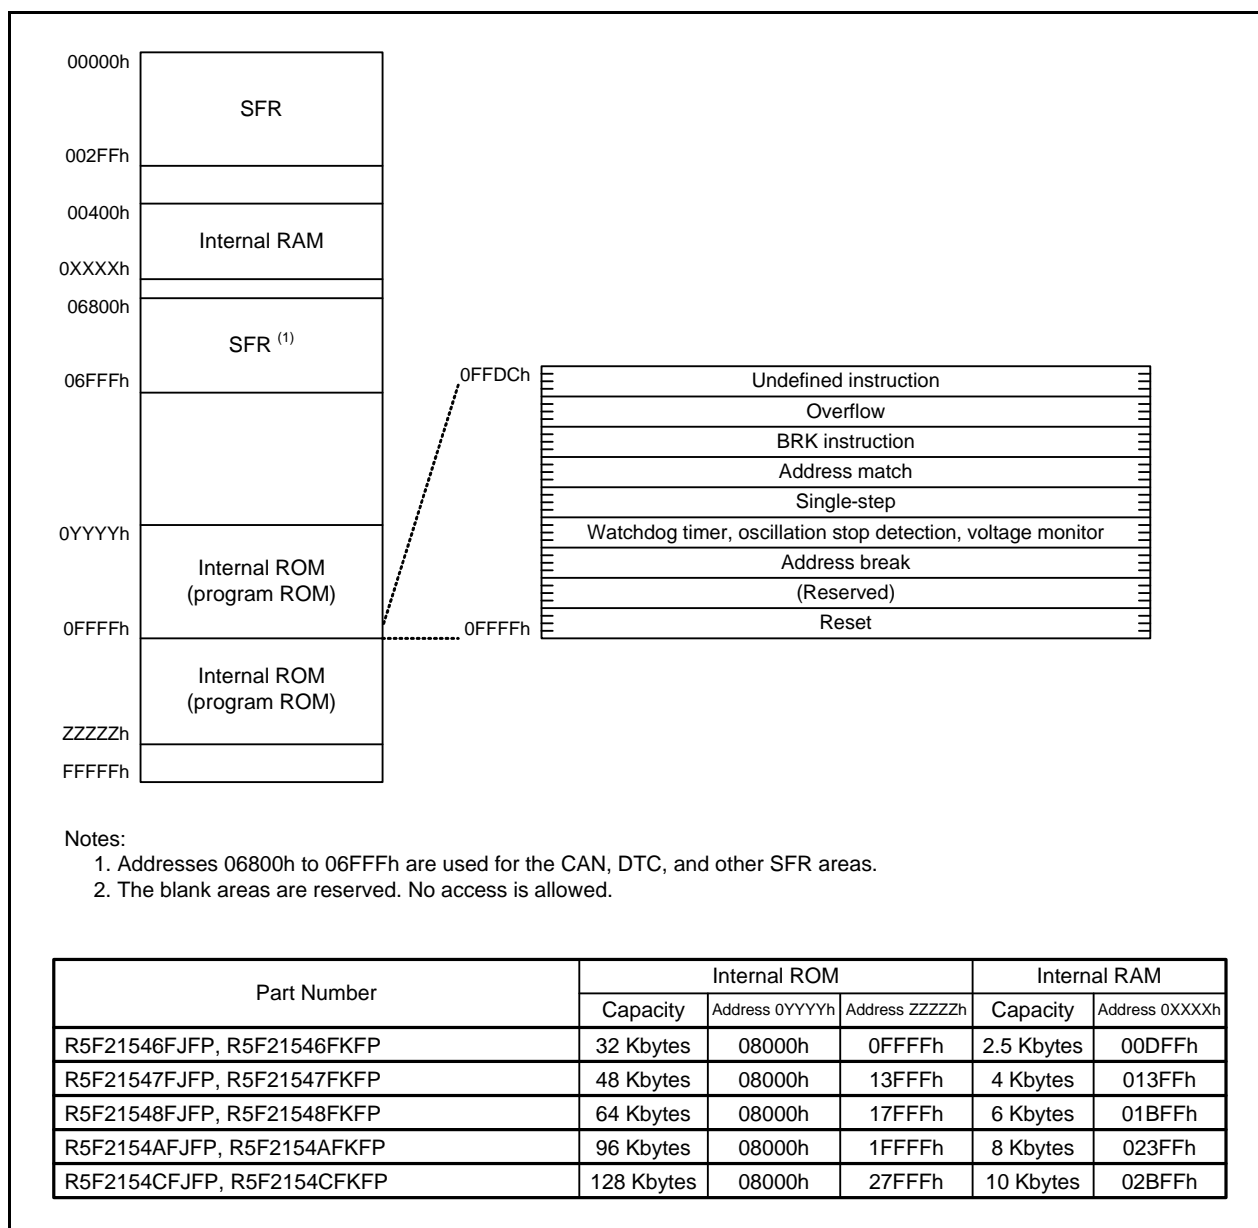 00000h
SFR
002FFh
00400h
Internal RAM
0XXXXh
06800h
SFR (1)
06FFFh
0YYYYh
Internal ROM
(program ROM)
0FFFFh
Internal ROM
(program ROM)
ZZZZZh
FFFFFh
0FFDCh
Undefined instruction
Overflow
BRK instruction
Address match
Single-step
Watchdog timer, oscillation stop detection, voltage monitor
Address break
(Reserved)
0FFFFh
Reset
Notes:
1. Addresses 06800h to 06FFFh are used for the CAN, DTC, and other SFR areas.
2. The blank areas are reserved. No access is allowed.
Part Number Internal ROM Internal RAM
Capacity Address 0YYYYh Address ZZZZZh Capacity Address 0XXXXh
R5F21546FJFP, R5F21546FKFP 32 Kbytes 08000h 0FFFFh 2.5 Kbytes 00DFFh
R5F21547FJFP, R5F21547FKFP 48 Kbytes 08000h 13FFFh 4 Kbytes 013FFh
R5F21548FJFP, R5F21548FKFP 64 Kbytes 08000h 17FFFh 6 Kbytes 01BFFh
R5F2154AFJFP, R5F2154AFKFP 96 Kbytes 08000h 1FFFFh 8 Kbytes 023FFh
R5F2154CFJFP, R5F2154CFKFP 128 Kbytes 08000h 27FFFh 10 Kbytes 02BFFh